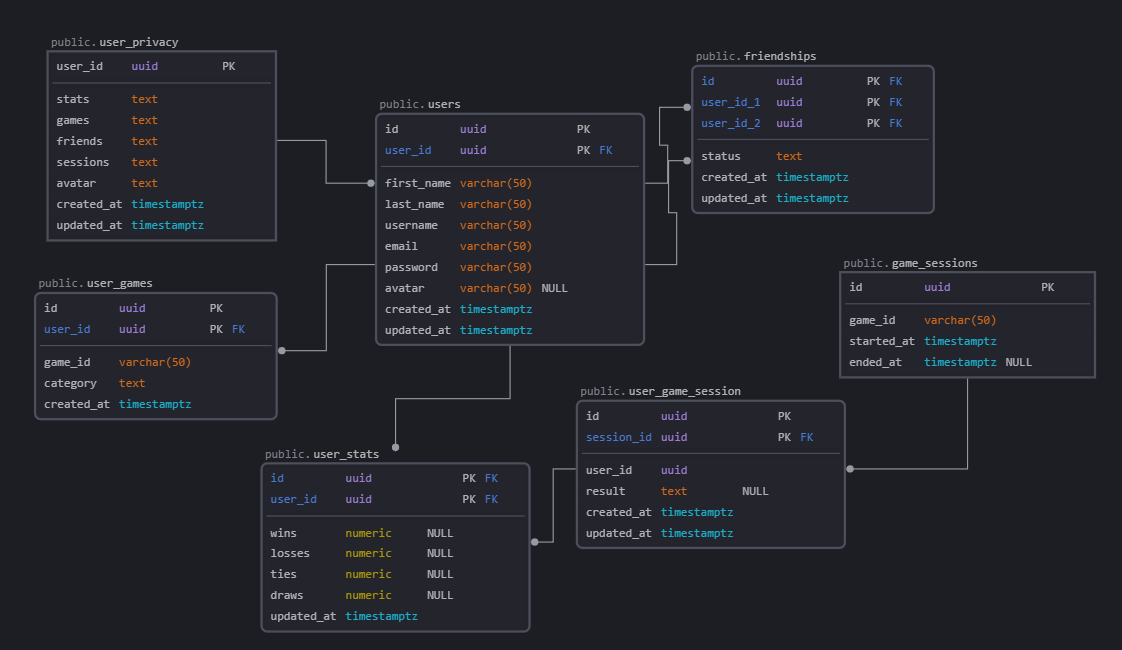 public.user_privacy
user_id uuid PK
stats text
games text
friends text
sessions text
avatar text
created_at timestamptz
updated_at timestamptz
public.users
id uuid PK
user_id uuid PK FK
first_name varchar(50)
last_name varchar(50)
username varchar(50)
email varchar(50)
password varchar(50)
avatar varchar(50) NULL
created_at timestamptz
updated_at timestamptz
public.friendships
id uuid PK FK
user_id_1 uuid PK FK
user_id_2 uuid PK FK
status text
created_at timestamptz
updated_at timestamptz
public.user_games
id uuid PK
user_id uuid PK FK
game_id varchar(50)
category text
created_at timestamptz
public.game_sessions
id uuid PK
game_id varchar(50)
started_at timestamptz
ended_at timestamptz NULL
public.user_game_session
id uuid PK
session_id uuid PK FK
user_id uuid
result text NULL
created_at timestamptz
updated_at timestamptz
public.user_stats
id uuid PK FK
user_id uuid PK FK
wins numeric NULL
losses numeric NULL
ties numeric NULL
draws numeric NULL
updated_at timestamptz